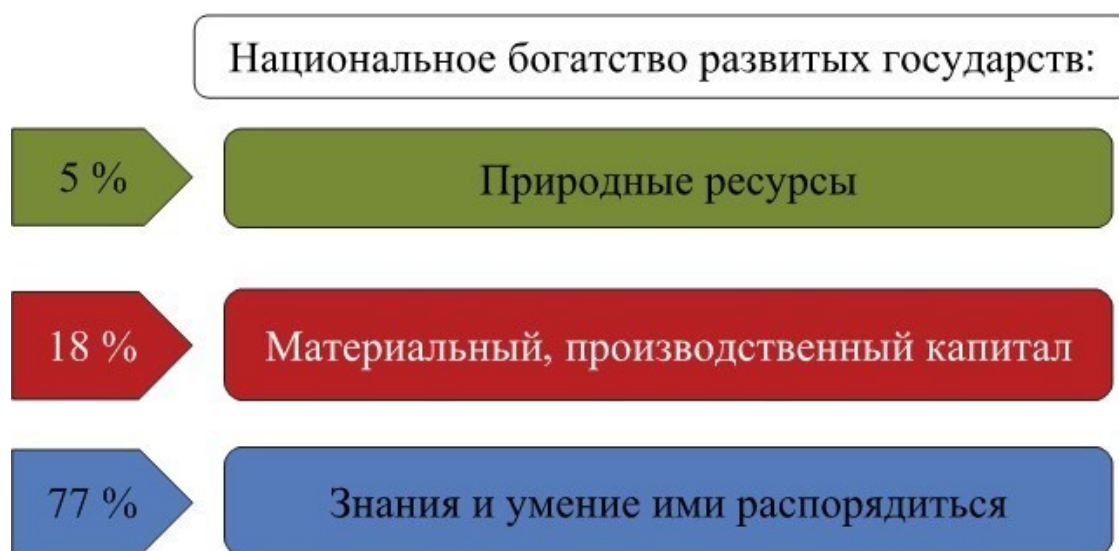 Национальное богатство развитых государств:
5 %
Природные ресурсы
18 %
Материальный, производственный капитал
77 %
Знания и умение ими распорядиться